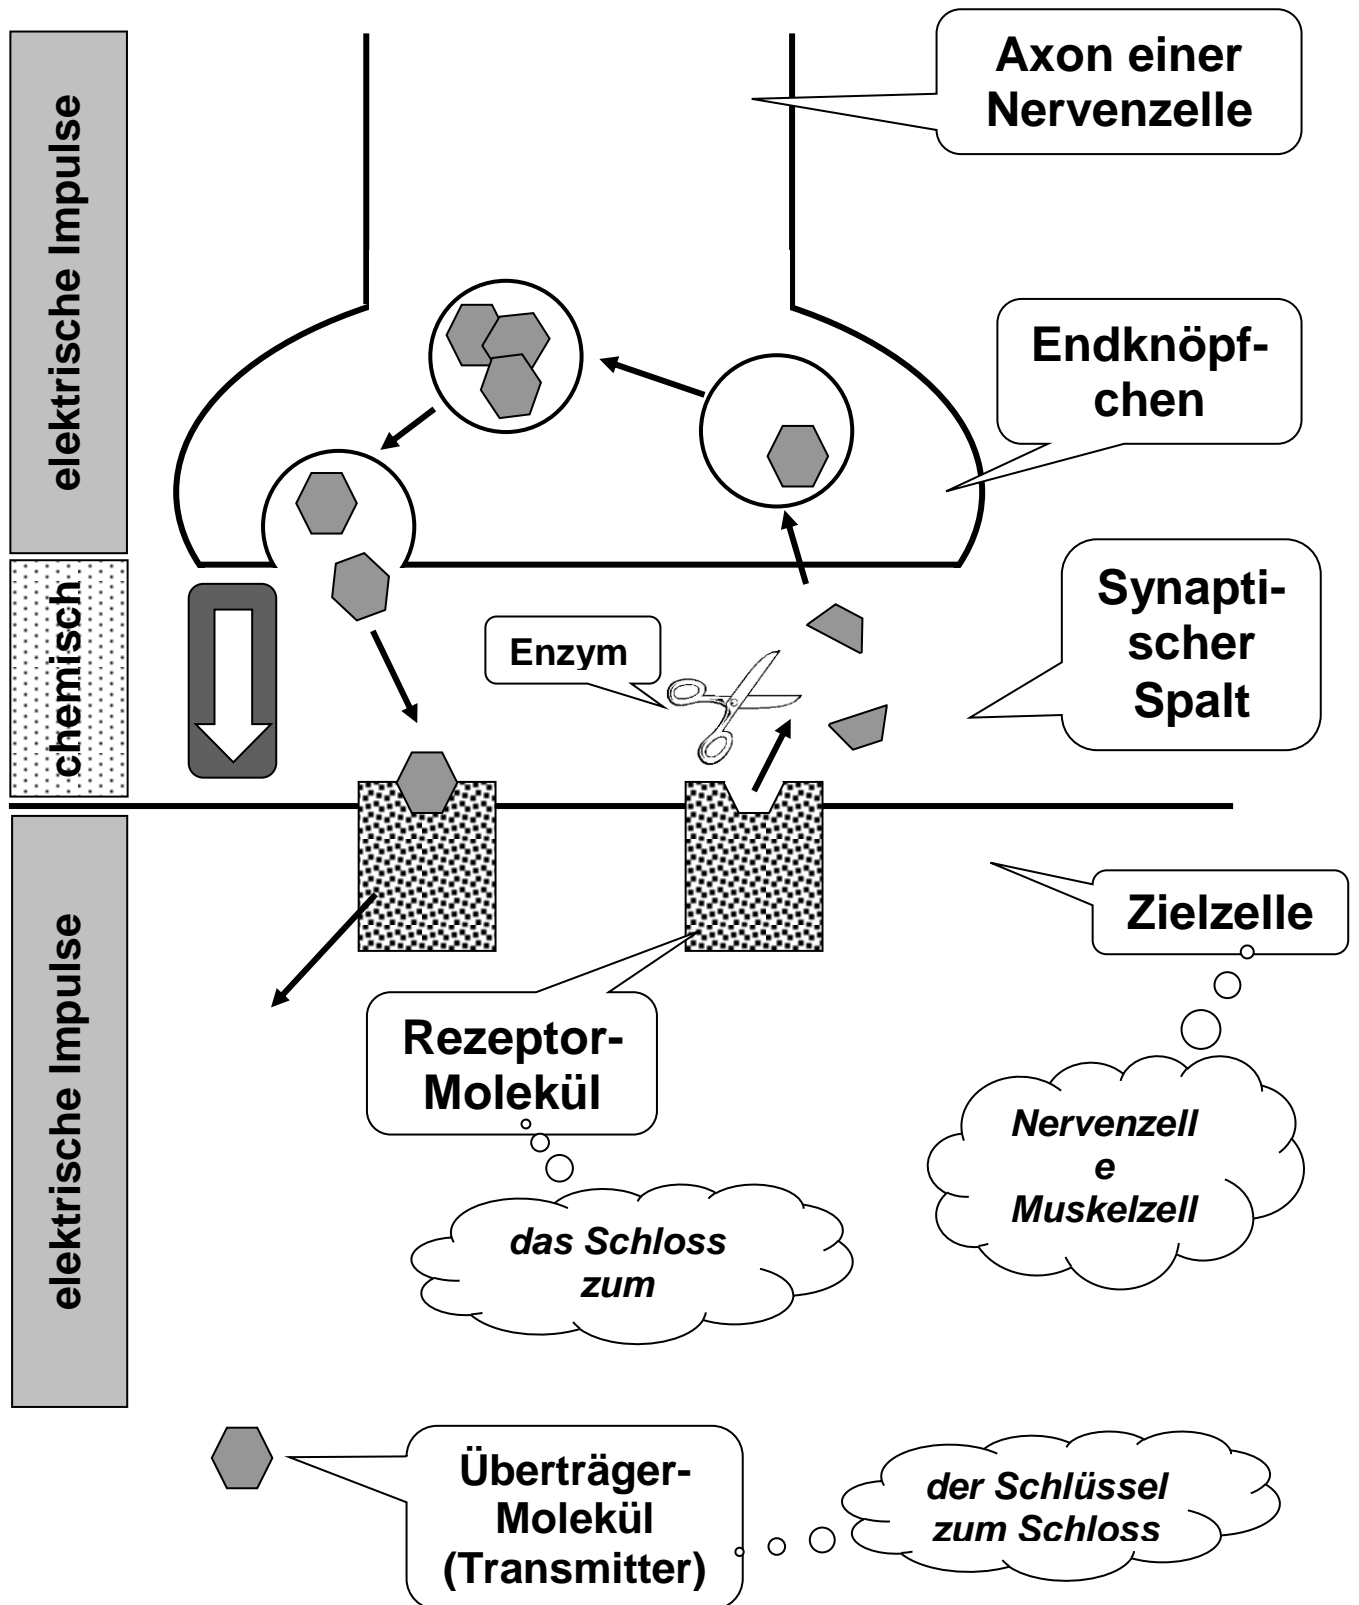 elektrische Impulse
Axon einer
Nervenzelle
Endknöpf-
chen
chemisch
Synapti-
scher
Spalt
Enzym
elektrische Impulse
Zielzelle
Rezeptor-
Molekül
Nervenzell
e
Muskelzell
das Schloss
zum
Überträger-
Molekül
(Transmitter)
der Schlüssel
zum Schloss